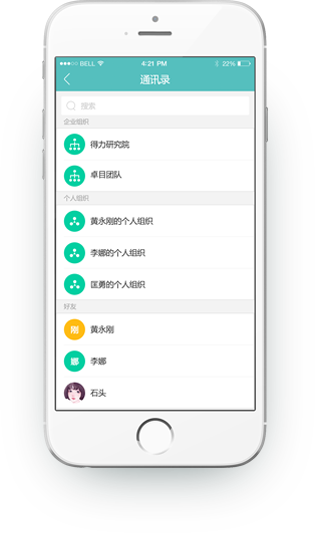 ●●●○○ BELL 4:21 PM 22%
通讯录
搜索
企业组织
得力研究院
卓目团队
个人组织
黄永刚的个人组织
李娜的个人组织
匡勇的个人组织
好友
刚 黄永刚
娜 李娜
石头